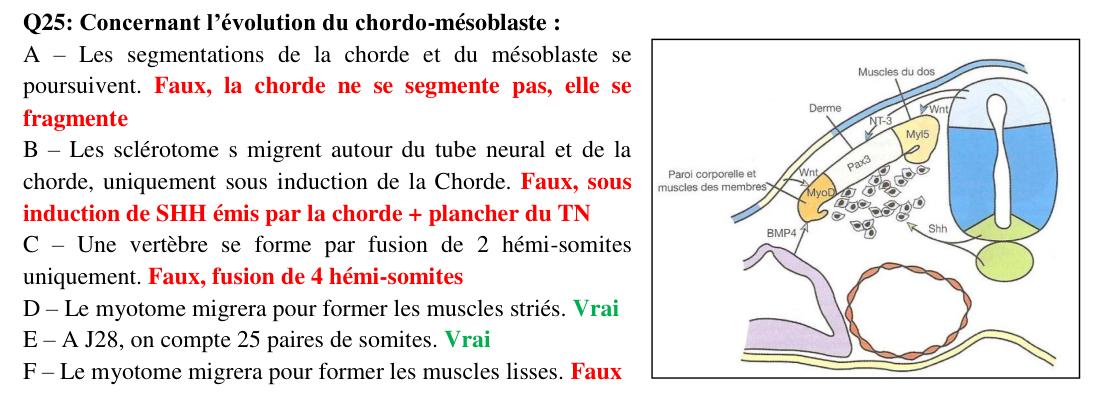 Q25: Concernant l’évolution du chordo-mésoblaste :
A – Les segmentations de la chorde et du mésoblaste se
poursuivent. Faux, la chorde ne se segmente pas, elle se
fragmente
B – Les sclérotome s migrent autour du tube neural et de la
chorde, uniquement sous induction de la Chorde. Faux, sous
induction de SHH émis par la chorde + plancher du TN
C – Une vertèbre se forme par fusion de 2 hémi-somites
uniquement. Faux, fusion de 4 hémi-somites
D – Le myotome migrera pour former les muscles striés. Vrai
E – A J28, on compte 25 paires de somites. Vrai
F – Le myotome migrera pour former les muscles lisses. Faux
Muscles du dos
Derme
NT-3
Wnt
Myl5
Pax3
Paroi corporelle et
muscles des membres
Wnt
MyoD
BMP4
Shh